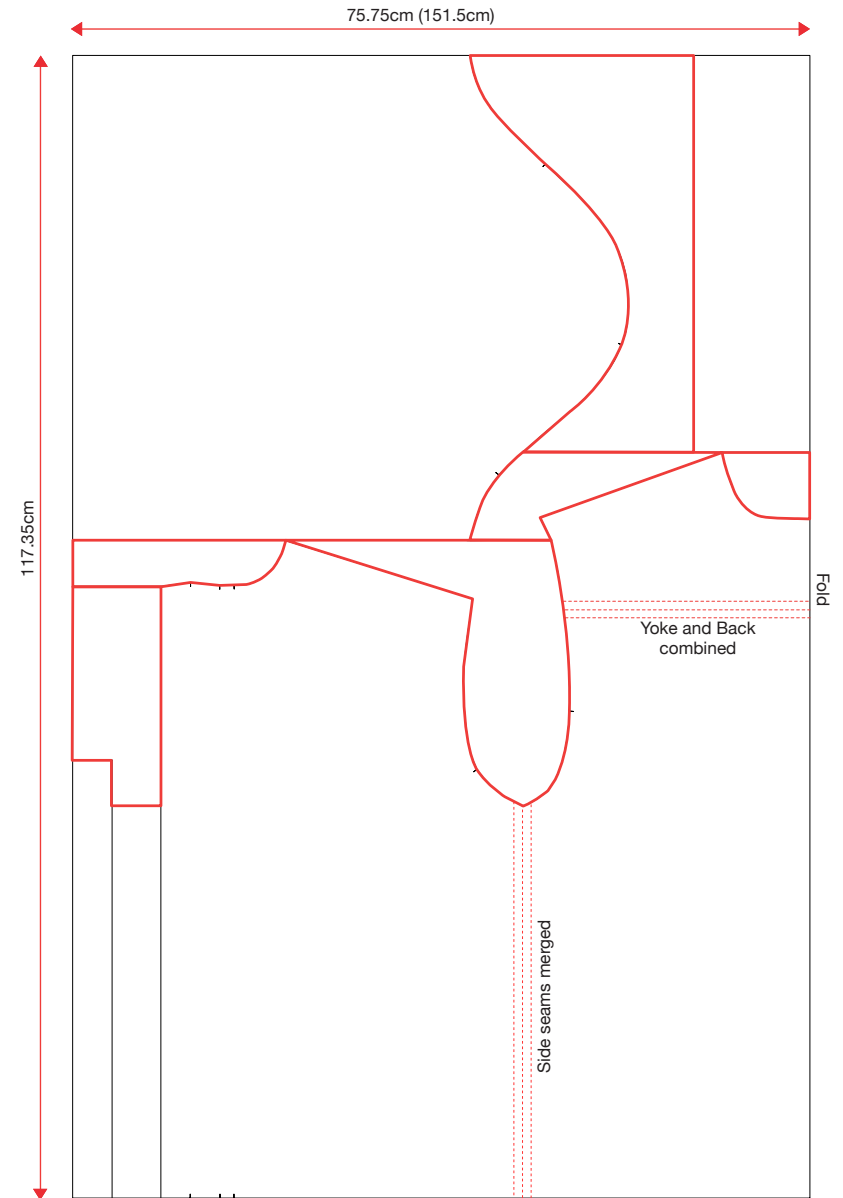 75.75cm (151.5cm)
117.35cm
Fold
Yoke and Back
combined
Side seams merged